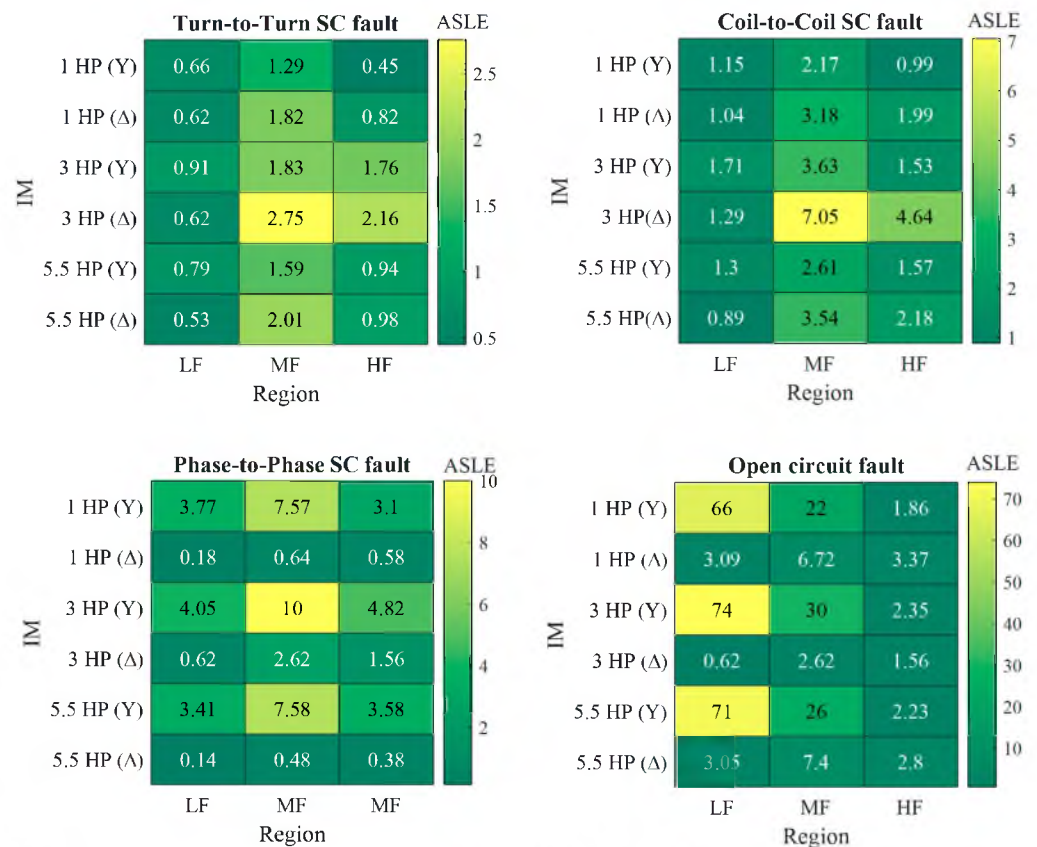 Turn-to-Turn SC fault ASLE
1 HP (Y) 0.66 1.29 0.45
1 HP (Δ) 0.62 1.82 0.82
3 HP (Y) 0.91 1.83 1.76
3 HP (Δ) 0.62 2.75 2.16
5.5 HP (Y) 0.79 1.59 0.94
5.5 HP (Δ) 0.53 2.01 0.98
IM
LF MF HF
Region
2.5
2
1.5
1
0.5
Coil-to-Coil SC fault ASLE
1 HP (Y) 1.15 2.17 0.99
1 HP (Λ) 1.04 3.18 1.99
3 HP (Y) 1.71 3.63 1.53
3 HP(Δ) 1.29 7.05 4.64
5.5 HP (Y) 1.3 2.61 1.57
5.5 HP(Λ) 0.89 3.54 2.18
IM
LF MF HF
Region
7
6
5
4
3
2
1
Phase-to-Phase SC fault ASLE
1 HP (Y) 3.77 7.57 3.1
1 HP (Δ) 0.18 0.64 0.58
3 HP (Y) 4.05 10 4.82
3 HP (Δ) 0.62 2.62 1.56
5.5 HP (Y) 3.41 7.58 3.58
5.5 HP (Λ) 0.14 0.48 0.38
IM
LF MF MF
Region
10
8
6
4
2
Open circuit fault ASLE
1 HP (Y) 66 22 1.86
1 HP (Λ) 3.09 6.72 3.37
3 HP (Y) 74 30 2.35
3 HP (Δ) 0.62 2.62 1.56
5.5 HP (Y) 71 26 2.23
5.5 HP (Δ) 3.05 7.4 2.8
IM
LF MF HF
Region
70
60
50
40
30
20
10